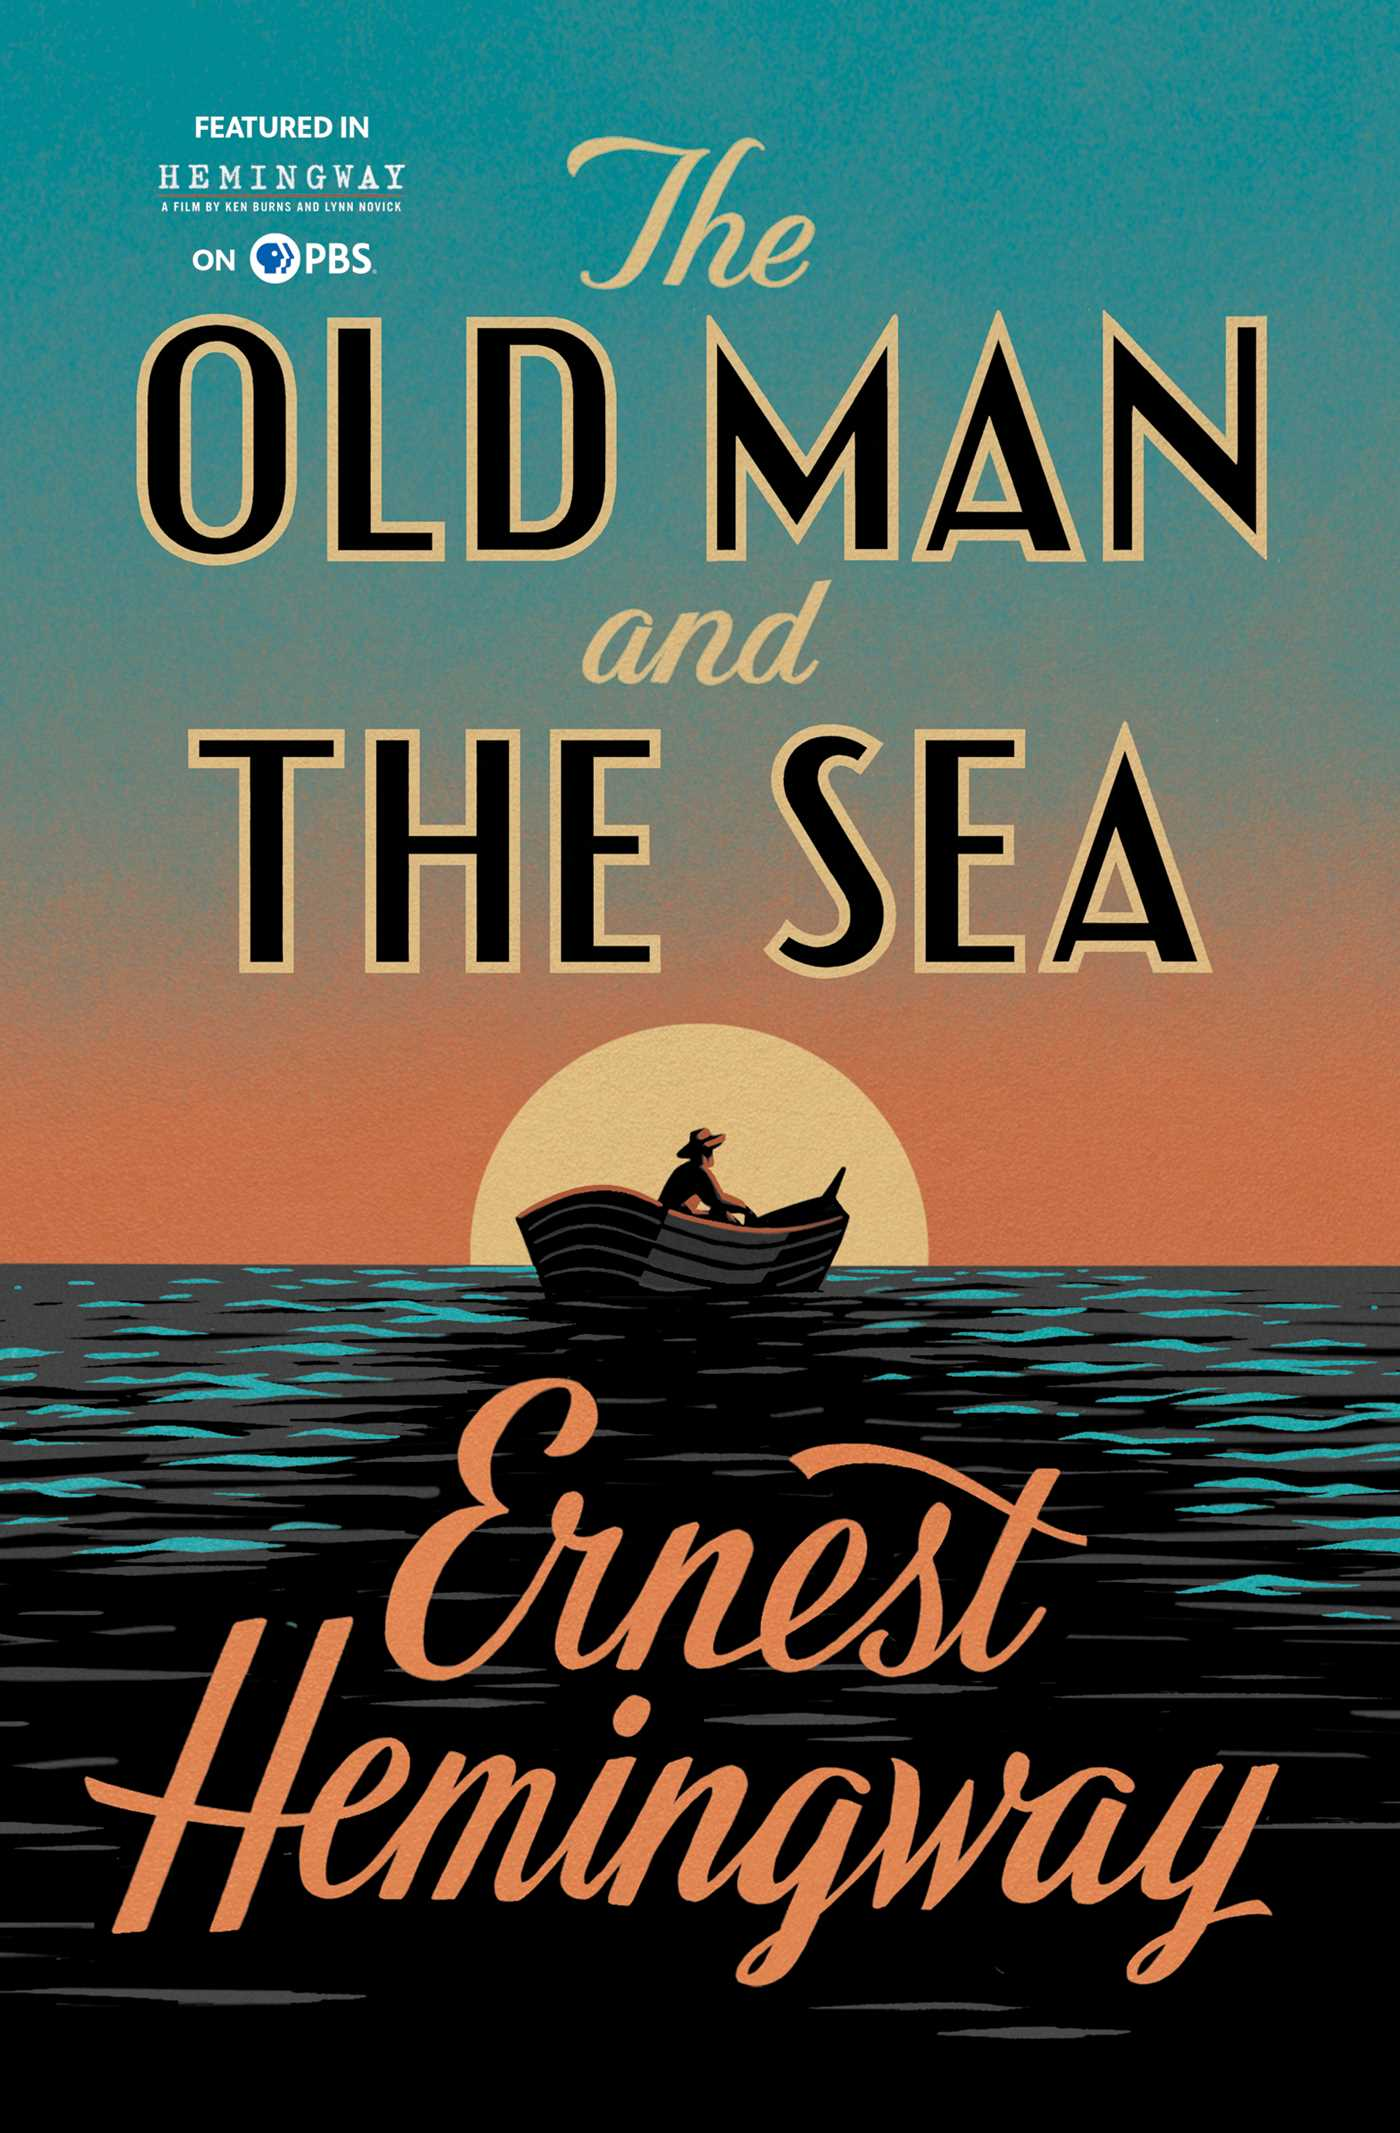 FEATURED IN
HEMINGWAY
A FILM BY KEN BURNS AND LYNN NOVICK
ON PBS
The
OLD MAN
and
THE SEA
Ernest
Hemingway